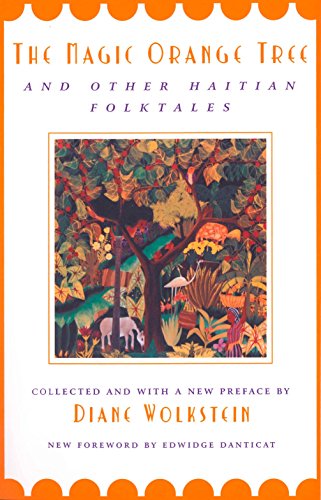 THE MAGIC ORANGE TREE
AND OTHER HAITIAN
FOLKTALES
COLLECTED AND WITH A NEW PREFACE BY
DIANE WOLKSTEIN
NEW FOREWORD BY EDWIDGE DANTICAT